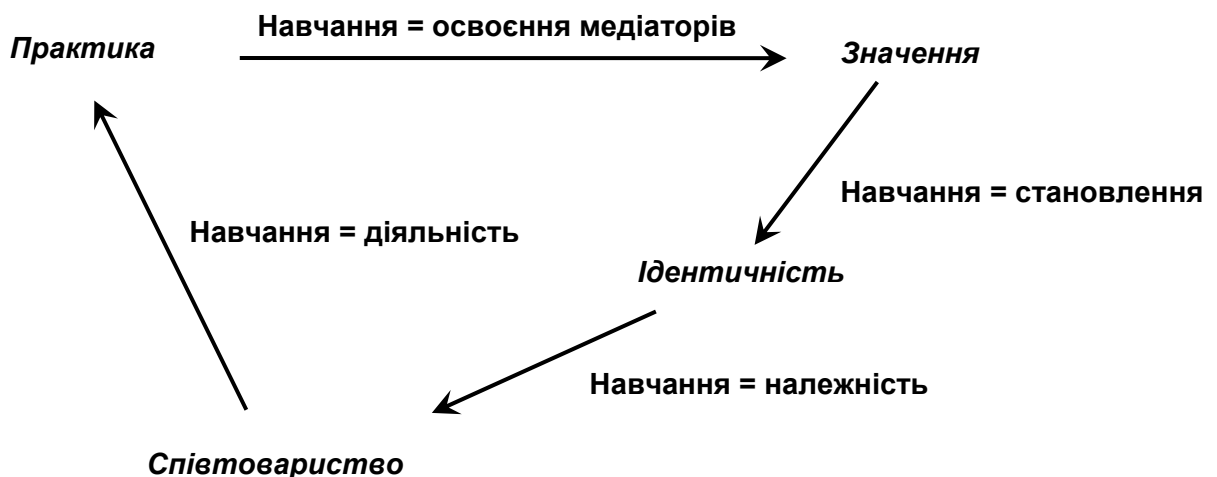 Навчання = освоєння медіаторів
Практика
Значення
Навчання = становлення
Навчання = діяльність
Ідентичність
Навчання = належність
Співтовариство